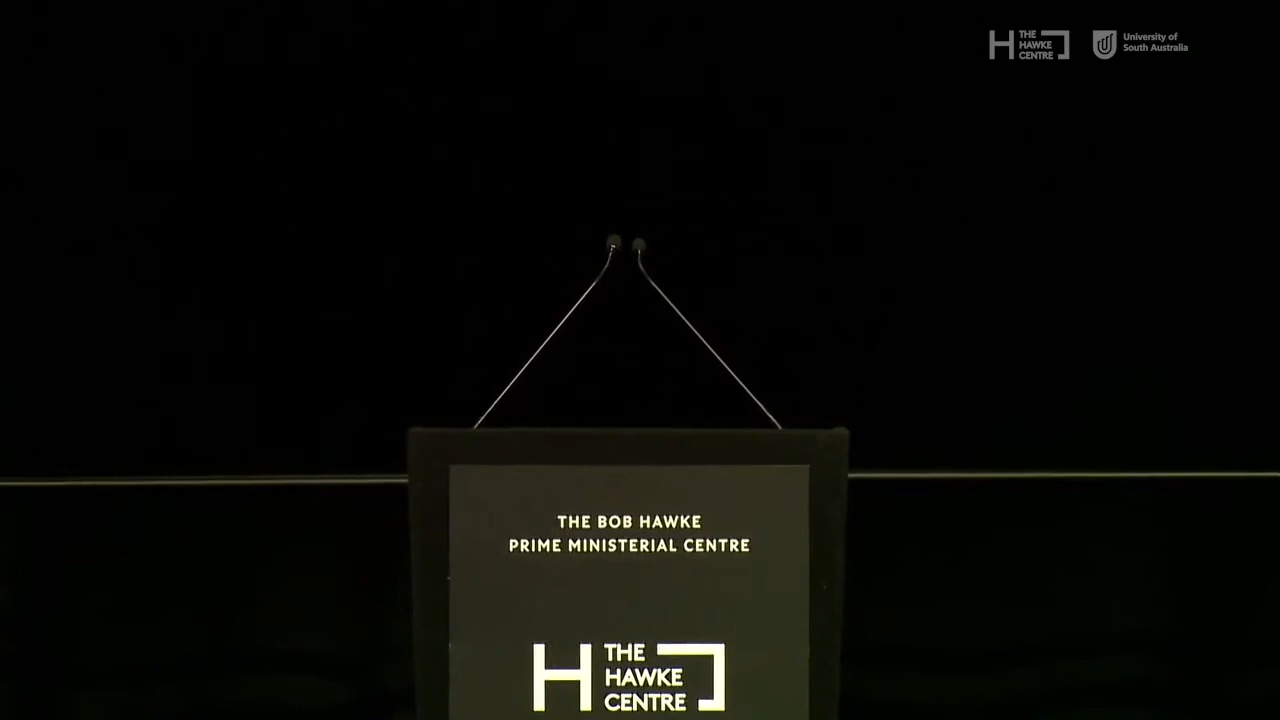 THE
HAWKE
CENTRE
University of
South Australia
THE BOB HAWKE
PRIME MINISTERIAL CENTRE
H THE
HAWKE
CENTRE